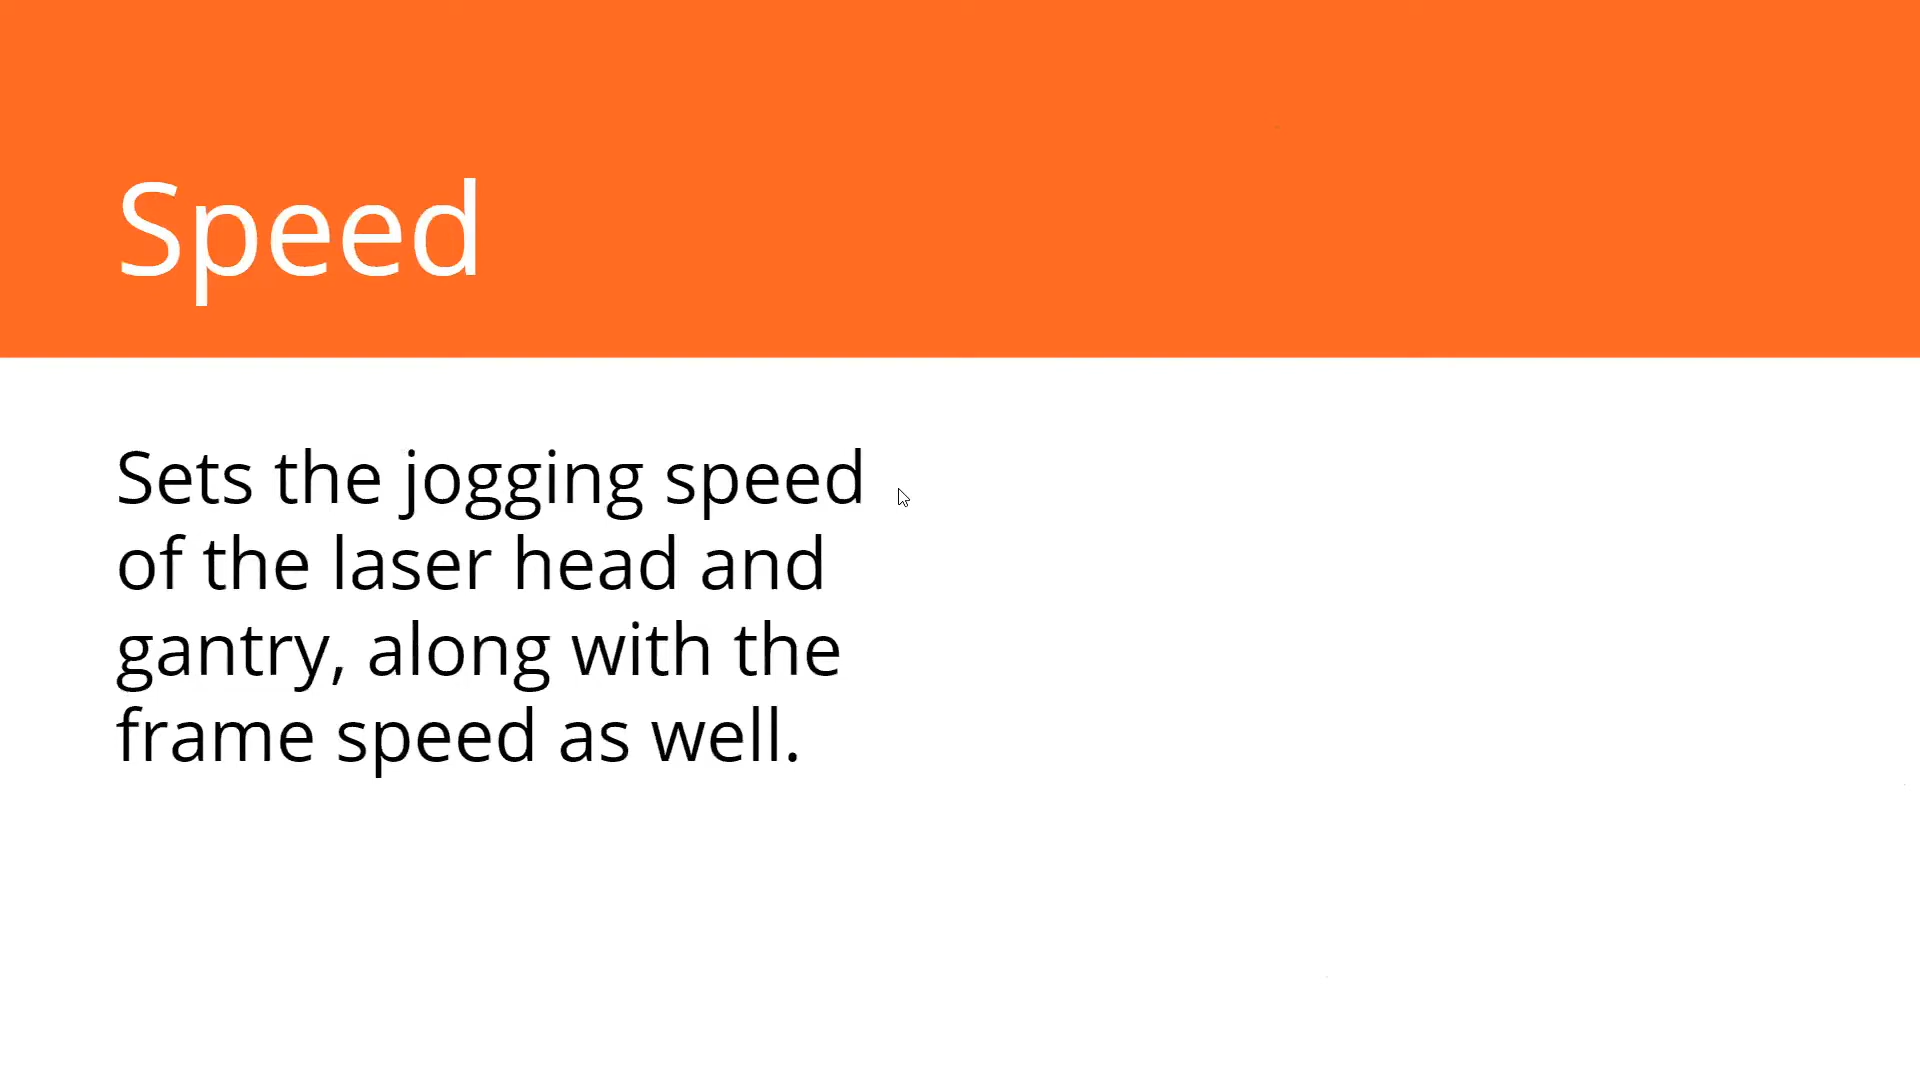 Speed
Sets the jogging speed
of the laser head and
gantry, along with the
frame speed as well.